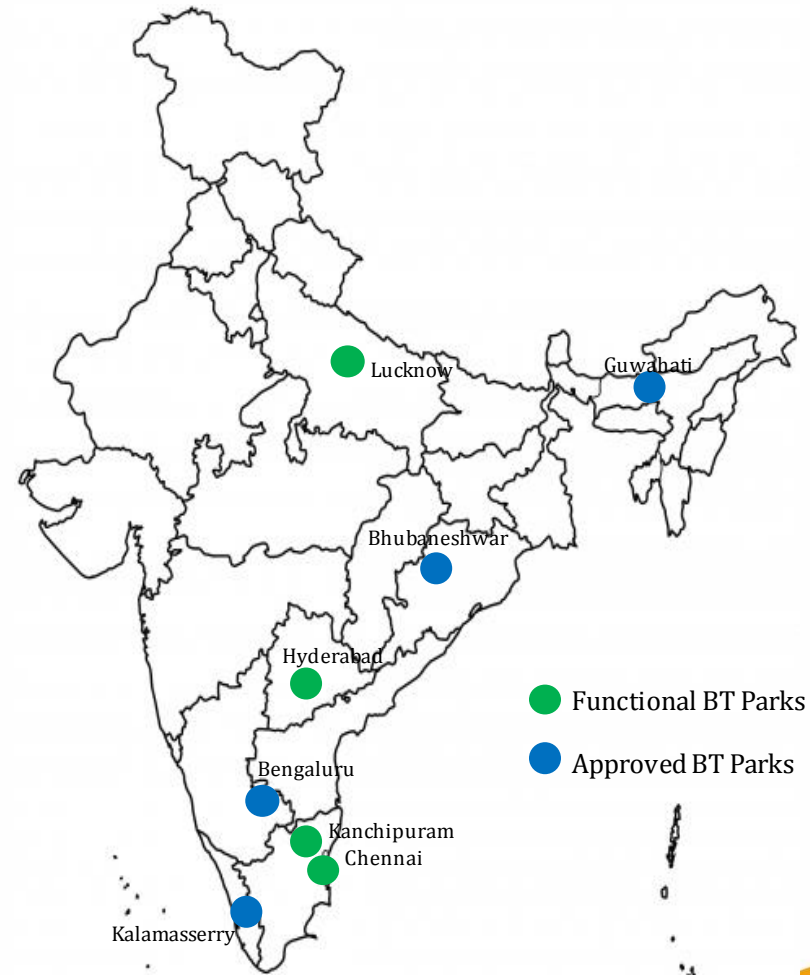 Lucknow
Guwahati
Bhubaneshwar
Hyderabad
Functional BT Parks
Approved BT Parks
Bengaluru
Kanchipuram
Chennai
Kalamasserry